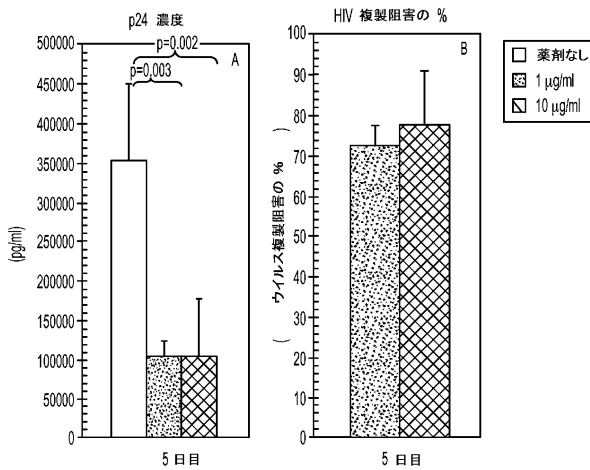 p24 濃度
A
p=0.002
p=0.003
500000
450000
400000
350000
300000
250000
200000
150000
100000
50000
0
(pg/ml)
5 日目
HIV 複製阻害の %
B
100
90
80
70
60
50
40
30
20
10
0
( ウイルス複製阻害の % )
5 日目
薬剤なし
1 μg/ml
10 μg/ml